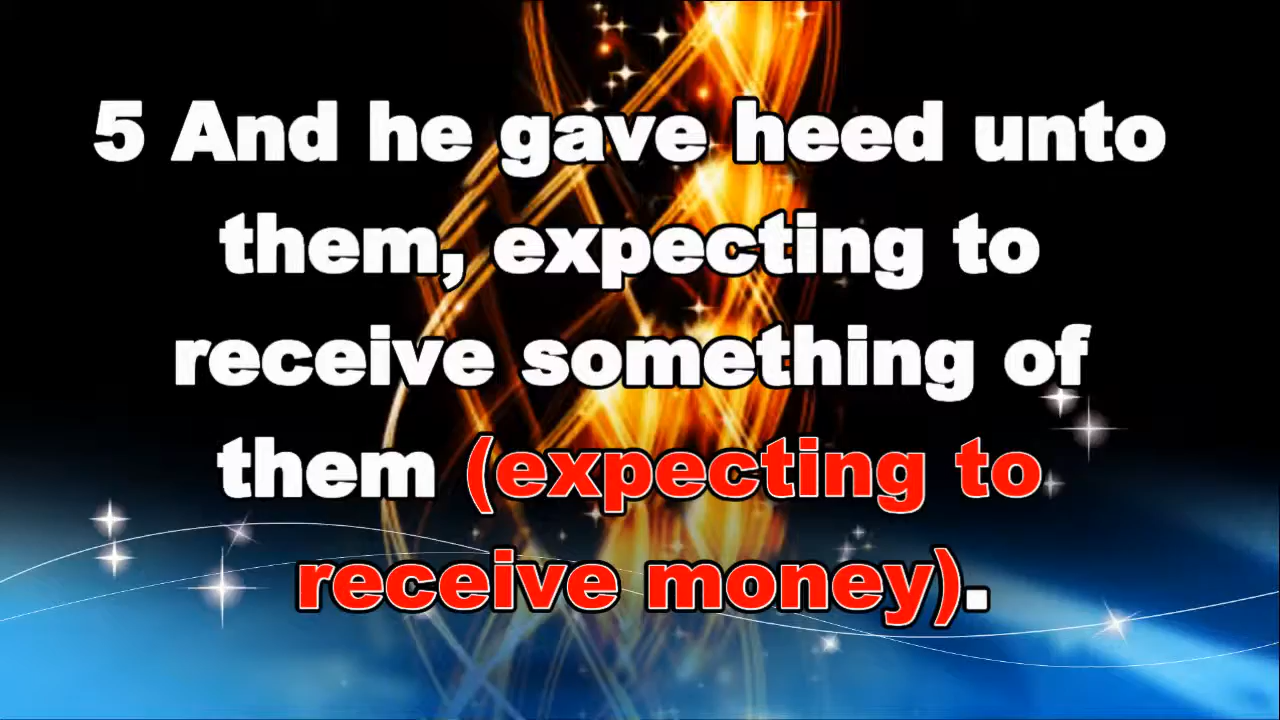 5 And he gave heed unto
them, expecting to
receive something of
them (expecting to
receive money).